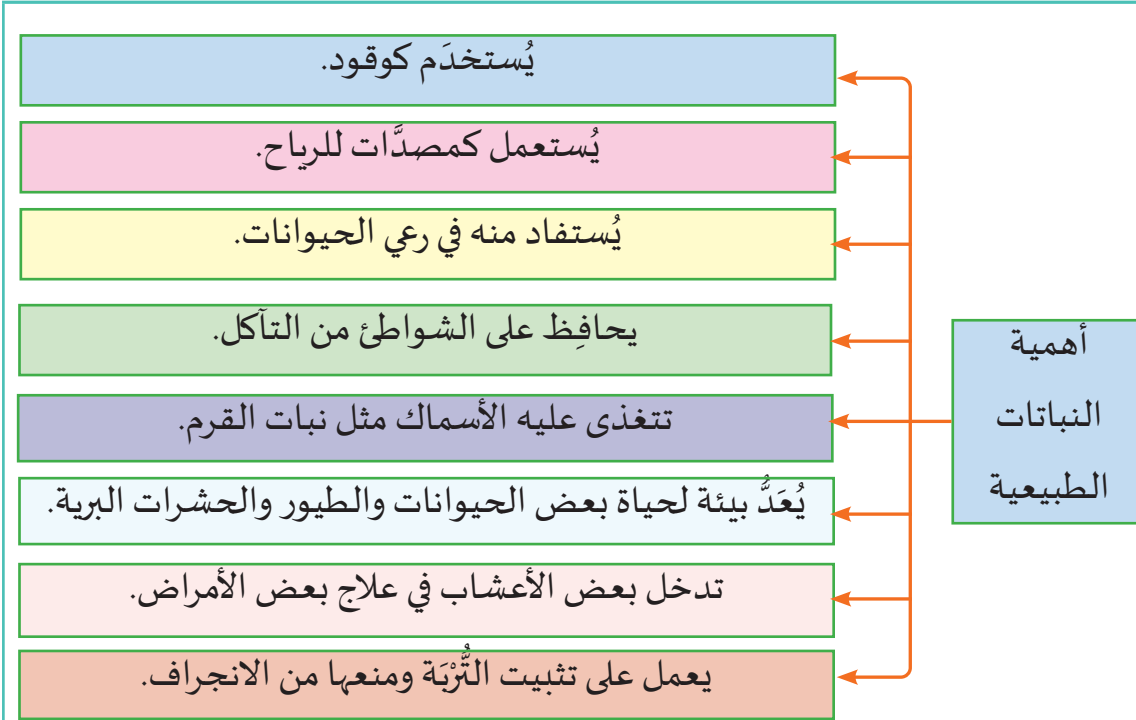 أهمية
النباتات
الطبيعية
يُستخدَم كوقود.
يُستعمل كمصدَّات للرياح.
يُستفاد منه في رعي الحيوانات.
يحافِظ على الشواطئ من التآكل.
تتغذى عليه الأسماك مثل نبات القرم.
يُعَدُّ بيئة لحياة بعض الحيوانات والطيور والحشرات البرية.
تدخل بعض الأعشاب في علاج بعض الأمراض.
يعمل على تثبيت التُّرْبَة ومنعها من الانجراف.